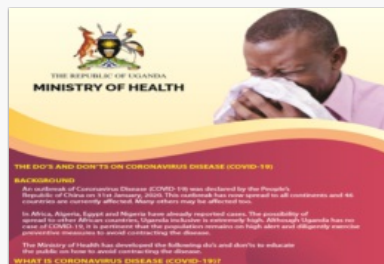 THE REPUBLIC OF UGANDA
MINISTRY OF HEALTH
THE DO'S AND DON'TS ON CORONAVIRUS DISEASE (COVID-19)
BACKGROUND
An outbreak of Coronavirus Disease (COVID-19) was declared by the People's
Republic of China on 31st January, 2020. This outbreak has now spread to all continents and 46
countries are currently affected. Many others may be affected too.
In Africa, Algeria, Egypt and Nigeria have already reported cases. The possibility of
spread to other African countries, Uganda inclusive is extremely high. Although Uganda has no
case of COVID-19, it is pertinent that the population remains on high alert and diligently exercise
preventive measures to avoid contracting the disease.
The Ministry of Health has developed the following do's and don'ts to educate
the public on how to avoid contracting the disease.
WHAT IS CORONAVIRUS DISEASE (COVID-19)?